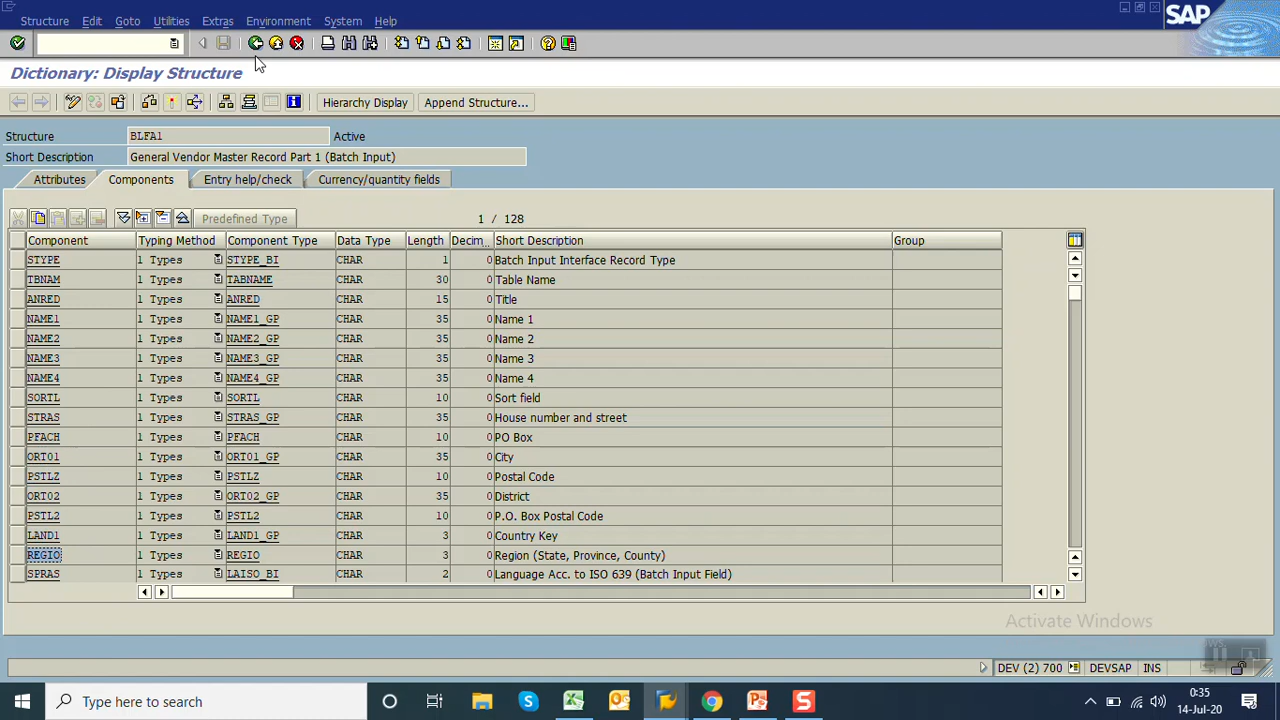 Structure Edit Goto Utilities Extras Environment System Help
SAP
Dictionary: Display Structure
Hierarchy Display Append Structure...
Structure BLFA1 Active
Short Description General Vendor Master Record Part 1 (Batch Input)
Attributes Components Entry help/check Currency/quantity fields
Predefined Type 1 / 128
Component Typing Method Component Type Data Type Length Decim... Short Description Group
STYPE 1 Types STYPE_BI CHAR 1 0 Batch Input Interface Record Type
TBNAM 1 Types TABNAME CHAR 30 0 Table Name
ANRED 1 Types ANRED CHAR 15 0 Title
NAME1 1 Types NAME1_GP CHAR 35 0 Name 1
NAME2 1 Types NAME2_GP CHAR 35 0 Name 2
NAME3 1 Types NAME3_GP CHAR 35 0 Name 3
NAME4 1 Types NAME4_GP CHAR 35 0 Name 4
SORTL 1 Types SORTL CHAR 10 0 Sort field
STRAS 1 Types STRAS_GP CHAR 35 0 House number and street
PFACH 1 Types PFACH CHAR 10 0 PO Box
ORT01 1 Types ORT01_GP CHAR 35 0 City
PSTLZ 1 Types PSTLZ CHAR 10 0 Postal Code
ORT02 1 Types ORT02_GP CHAR 35 0 District
PSTL2 1 Types PSTL2 CHAR 10 0 P.O. Box Postal Code
LAND1 1 Types LAND1_GP CHAR 3 0 Country Key
REGIO 1 Types REGIO CHAR 3 0 Region (State, Province, County)
SPRAS 1 Types LAISO_BI CHAR 2 0 Language Acc. to ISO 639 (Batch Input Field)
Activate Windows
DEV (2) 700 DEVSAP INS
Type here to search
0:35
14-Jul-20